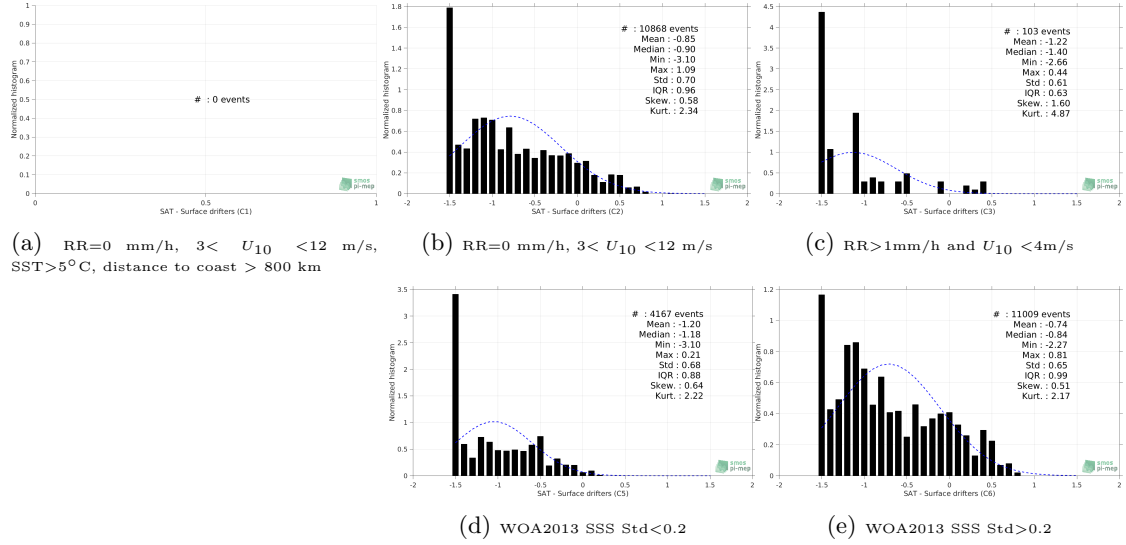 1
0.9
0.8
0.7
0.6
0.5
0.4
0.3
0.2
0.1
0
Normalized histogram
# : 0 events
smos
pi-mep
0 0.5 1
SAT - Surface drifters (C1)
(a) RR=0 mm/h, 3< U10 <12 m/s,
SST>5°C, distance to coast > 800 km
1.8
1.6
1.4
1.2
1
0.8
0.6
0.4
0.2
0
Normalized histogram
# : 10868 events
Mean : -0.85
Median : -0.90
Min : -3.10
Max : 1.09
Std : 0.70
IQR : 0.96
Skew. : 0.58
Kurt. : 2.34
smos
pi-mep
-2 -1.5 -1 -0.5 0 0.5 1 1.5 2
SAT - Surface drifters (C2)
(b) RR=0 mm/h, 3< U10 <12 m/s
4.5
4
3.5
3
2.5
2
1.5
1
0.5
0
Normalized histogram
# : 103 events
Mean : -1.22
Median : -1.40
Min : -2.66
Max : 0.44
Std : 0.61
IQR : 0.63
Skew. : 1.60
Kurt. : 4.87
smos
pi-mep
-2 -1.5 -1 -0.5 0 0.5 1 1.5 2
SAT - Surface drifters (C3)
(c) RR>1mm/h and U10 <4m/s
3.5
3
2.5
2
1.5
1
0.5
0
Normalized histogram
# : 4167 events
Mean : -1.20
Median : -1.18
Min : -3.10
Max : 0.21
Std : 0.68
IQR : 0.88
Skew. : 0.64
Kurt. : 2.22
smos
pi-mep
-2 -1.5 -1 -0.5 0 0.5 1 1.5 2
SAT - Surface drifters (C5)
(d) WOA2013 SSS Std<0.2
1.2
1
0.8
0.6
0.4
0.2
0
Normalized histogram
# : 11009 events
Mean : -0.74
Median : -0.84
Min : -2.27
Max : 0.81
Std : 0.65
IQR : 0.99
Skew. : 0.51
Kurt. : 2.17
smos
pi-mep
-2 -1.5 -1 -0.5 0 0.5 1 1.5 2
SAT - Surface drifters (C6)
(e) WOA2013 SSS Std>0.2